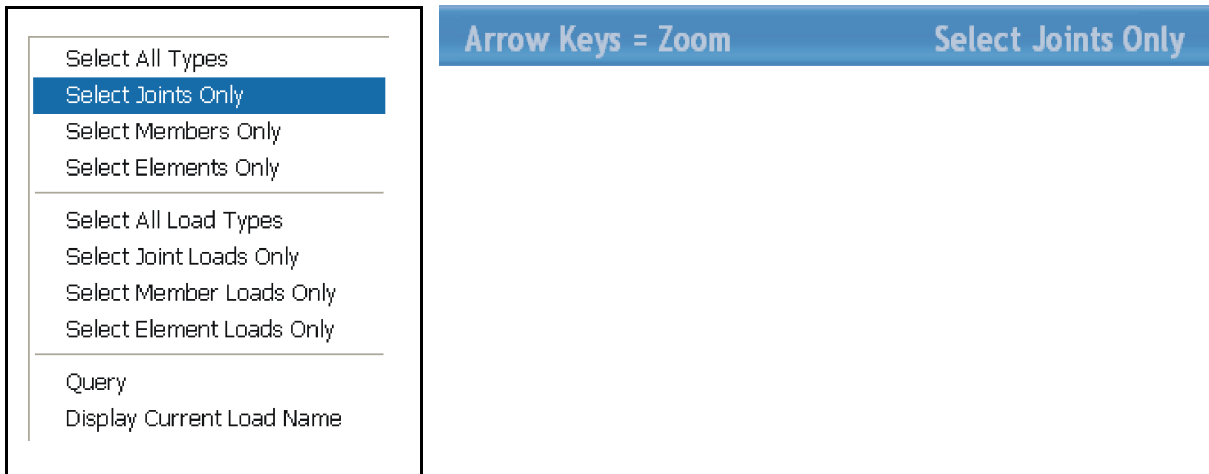 Select All Types
Select Joints Only
Select Members Only
Select Elements Only
Select All Load Types
Select Joint Loads Only
Select Member Loads Only
Select Element Loads Only
Query
Display Current Load Name
Arrow Keys = Zoom Select Joints Only